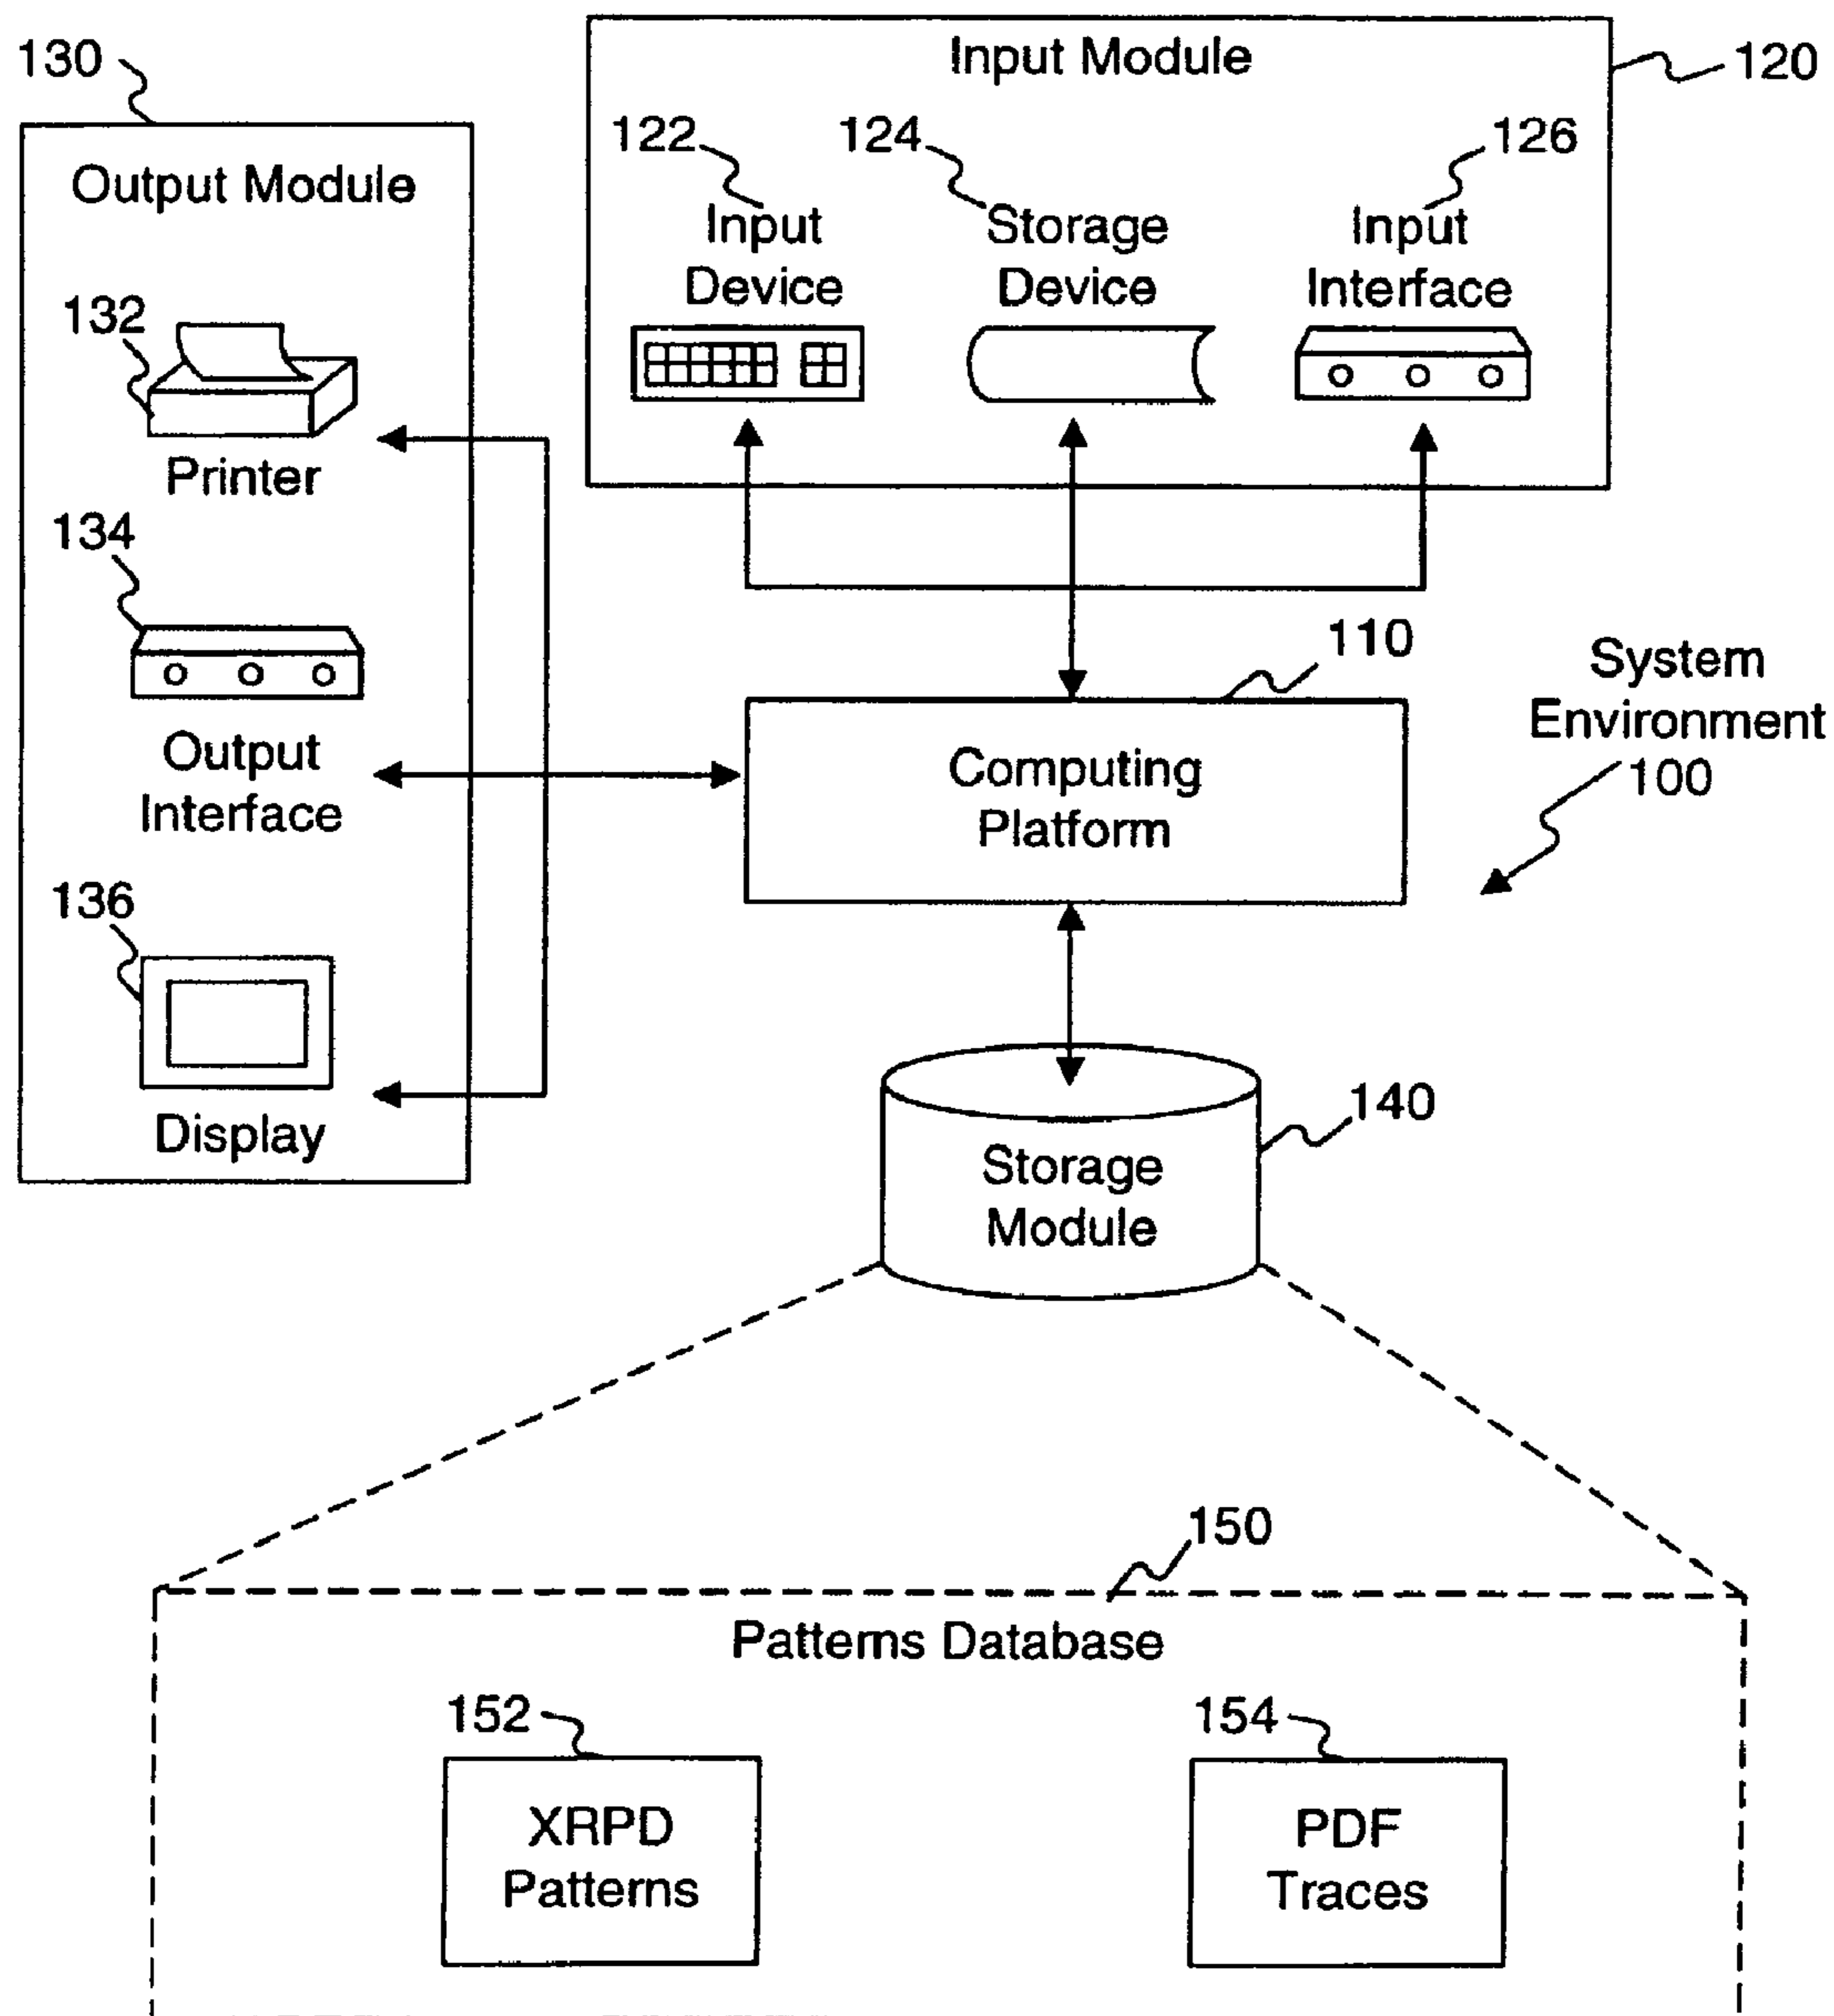 130
Input Module
120
Output Module
122
124
126
Input
Device
Storage
Device
Input
Interface
132
Printer
134
Output
Interface
110
Computing
Platform
System
Environment
100
136
Display
140
Storage
Module
150
Patterns Database
152
154
XRPD
Patterns
PDF
Traces